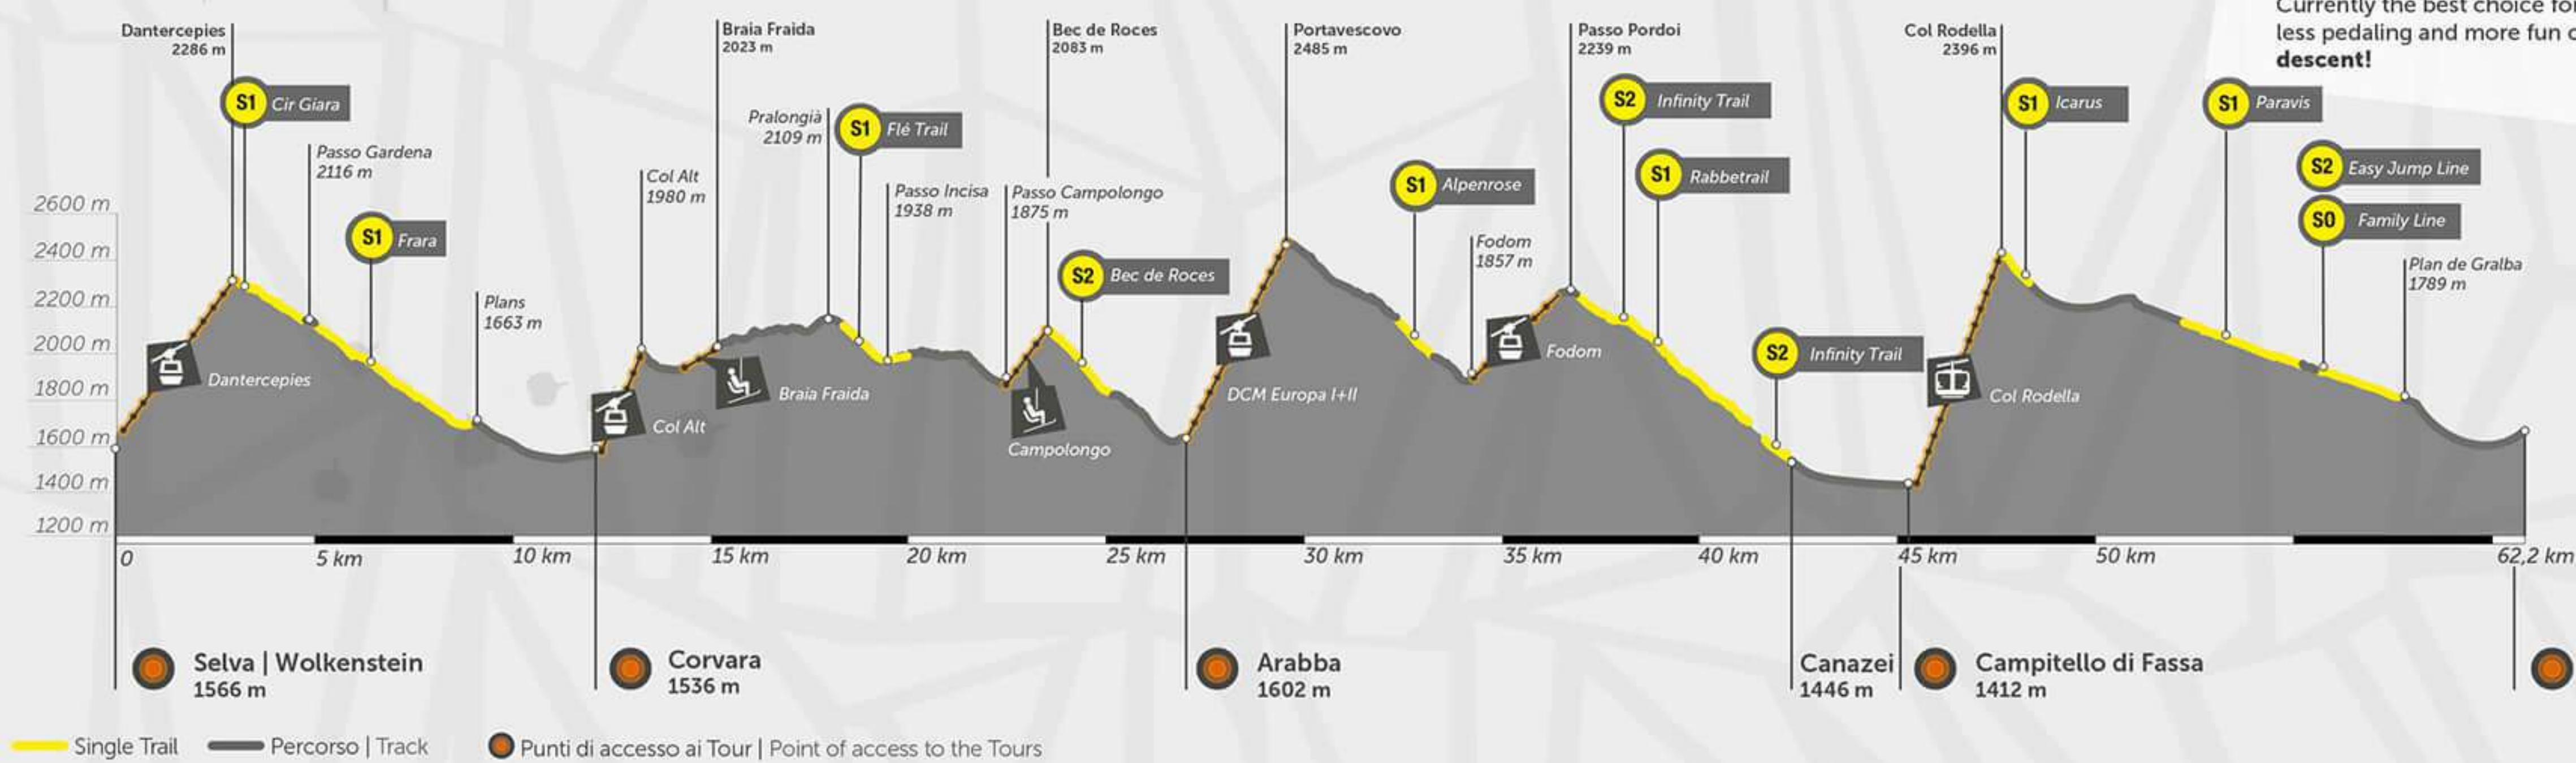 Currently the best choice for
less pedaling and more fun
descent!
Dantercepies
2286 m
Braia Fraida
2023 m
Bec de Roces
2083 m
Portavescovo
2485 m
Passo Pordoi
2239 m
Col Rodella
2396 m
S1 Cir Giara
Passo Gardena
2116 m
S1 Frara
Plans
1663 m
Col Alt
1980 m
Pralongià
2109 m
S1 Flé Trail
Passo Incisa
1938 m
Passo Campolongo
1875 m
S2 Bec de Roces
S1 Alpenrose
Fodom
1857 m
S2 Infinity Trail
S1 Rabbetrail
S2 Infinity Trail
S1 Icarus
S1 Paravis
S2 Easy Jump Line
S0 Family Line
Plan de Gralba
1789 m
2600 m
2400 m
2200 m
2000 m
1800 m
1600 m
1400 m
1200 m
Dantercepies
Col Alt
Braia Fraida
Campolongo
DCM Europa I+II
Fodom
Col Rodella
0
5 km
10 km
15 km
20 km
25 km
30 km
35 km
40 km
45 km
50 km
62,2 km
Selva | Wolkenstein
1566 m
Corvara
1536 m
Arabba
1602 m
Canazei
1446 m
Campitello di Fassa
1412 m
Single Trail
Percorso | Track
Punti di accesso ai Tour | Point of access to the Tours